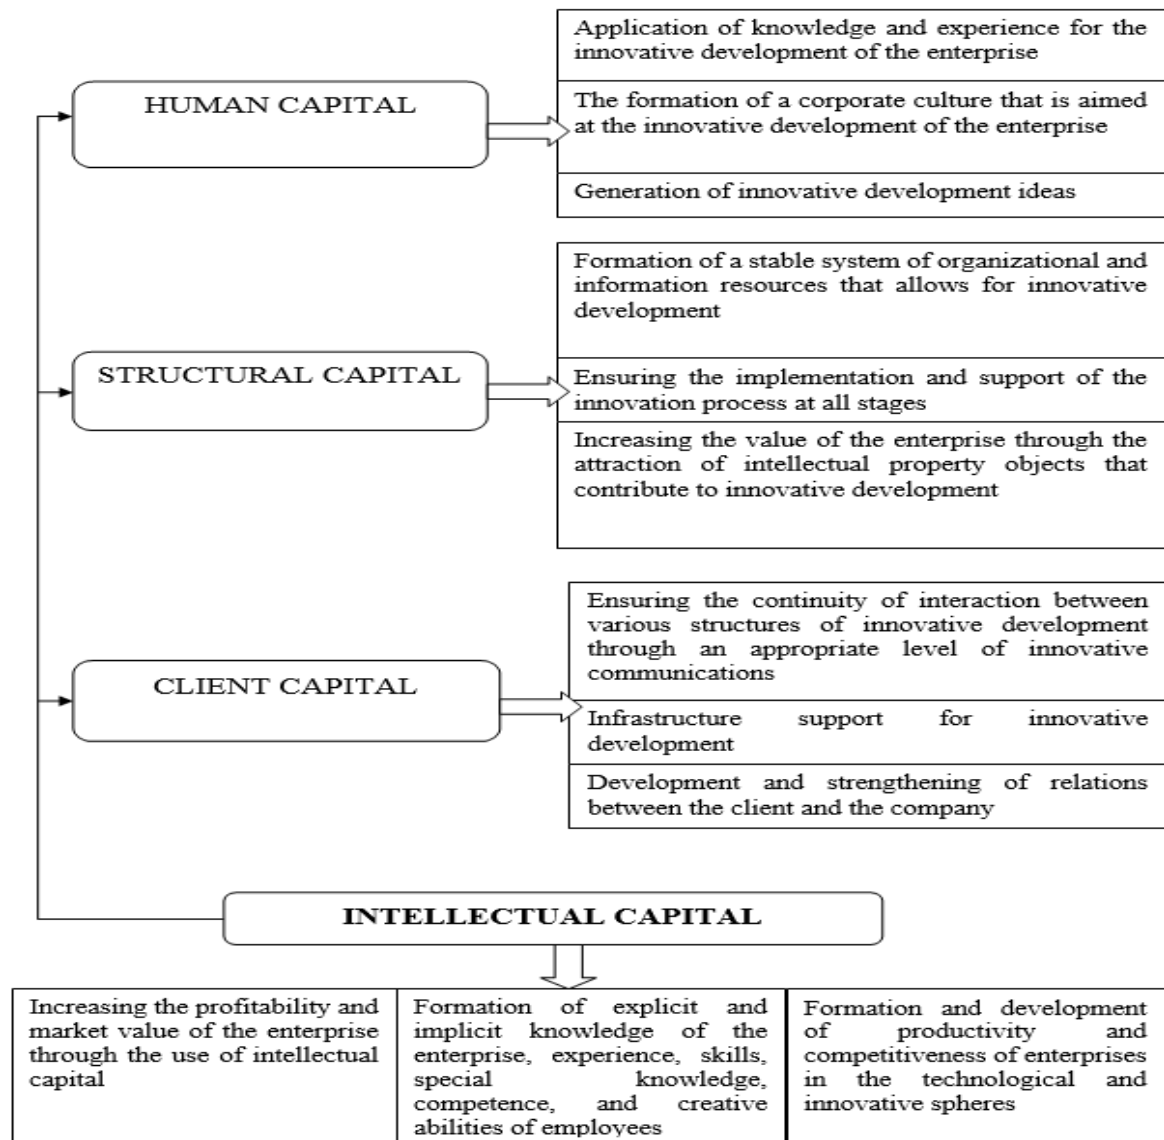 HUMAN CAPITAL
Application of knowledge and experience for the
innovative development of the enterprise
The formation of a corporate culture that is aimed
at the innovative development of the enterprise
Generation of innovative development ideas
STRUCTURAL CAPITAL
Formation of a stable system of organizational and
information resources that allows for innovative
development
Ensuring the implementation and support of the
innovation process at all stages
Increasing the value of the enterprise through the
attraction of intellectual property objects that
contribute to innovative development
CLIENT CAPITAL
Ensuring the continuity of interaction between
various structures of innovative development
through an appropriate level of innovative
communications
Infrastructure support for innovative
development
Development and strengthening of relations
between the client and the company
INTELLECTUAL CAPITAL
Increasing the profitability and
market value of the enterprise
through the use of intellectual
capital
Formation of explicit and
implicit knowledge of the
enterprise, experience, skills,
special knowledge,
competence, and creative
abilities of employees
Formation and development
of productivity and
competitiveness of enterprises
in the technological and
innovative spheres